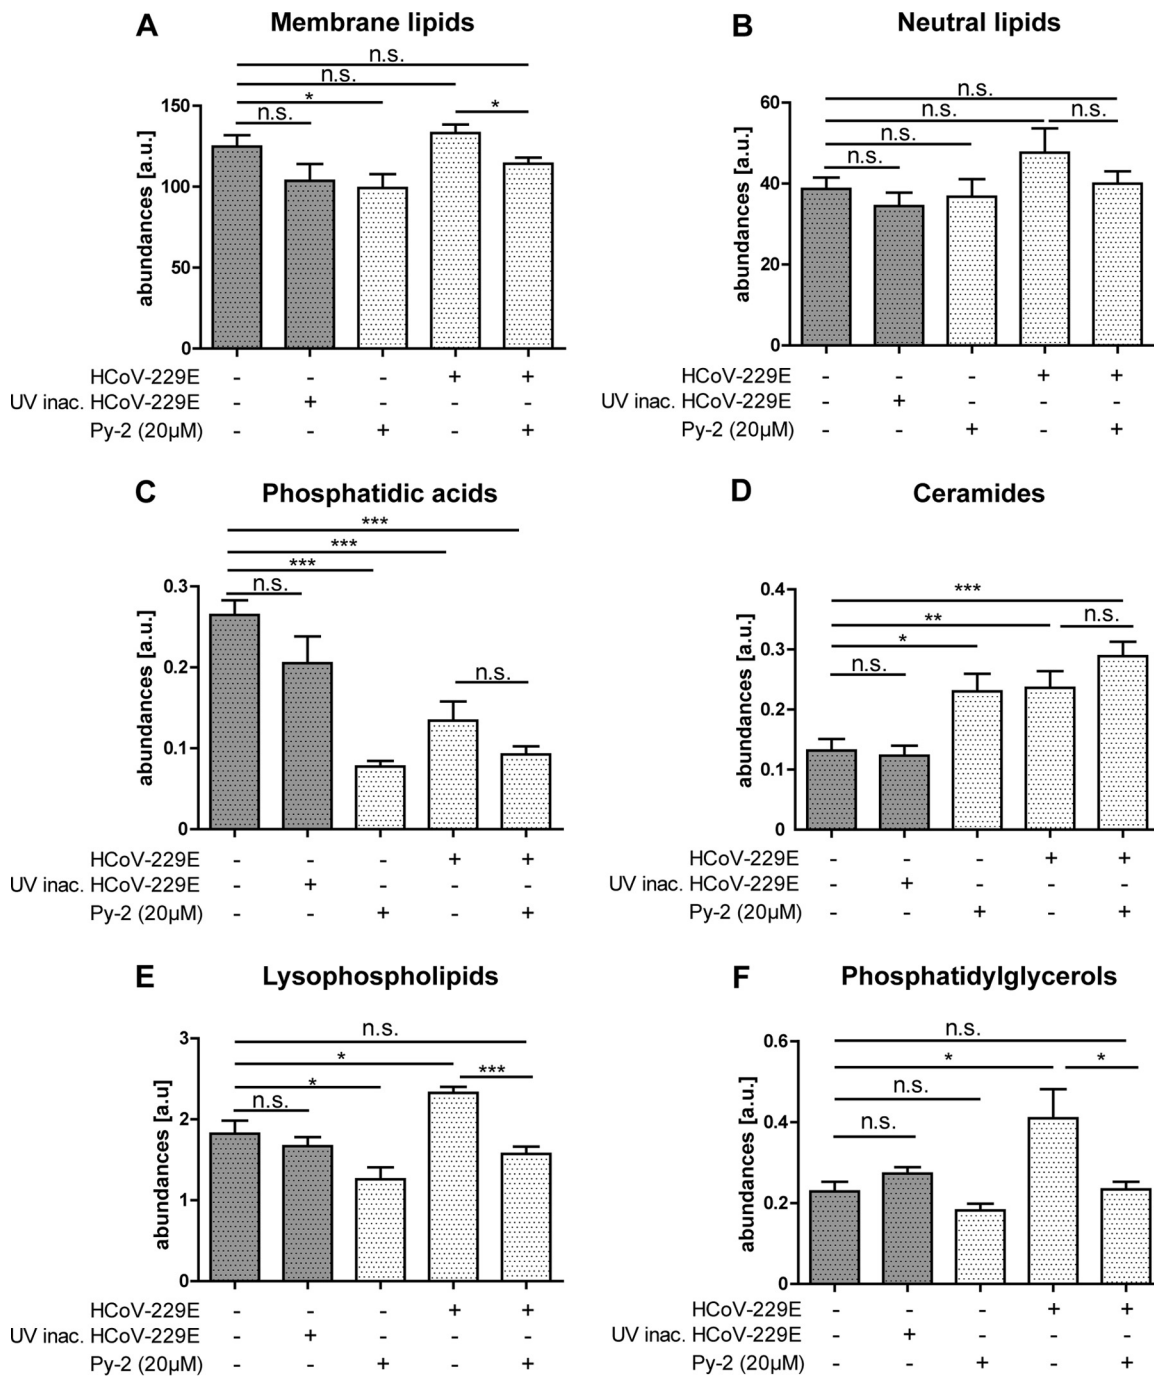 A Membrane lipids
n.s.
n.s.
*
n.s.
*
abundances [a.u.]
150
100
50
0
HCoV-229E - - - + +
UV inac. HCoV-229E - + - - -
Py-2 (20µM) - - + - +
B Neutral lipids
n.s.
n.s. n.s.
n.s.
n.s.
abundances [a.u.]
60
40
20
0
HCoV-229E - - - + +
UV inac. HCoV-229E - + - - -
Py-2 (20µM) - - + - +
C Phosphatidic acids
***
***
***
n.s.
n.s.
abundances [a.u.]
0.3
0.2
0.1
0
HCoV-229E - - - + +
UV inac. HCoV-229E - + - - -
Py-2 (20µM) - - + - +
D Ceramides
***
** n.s.
*
n.s.
abundances [a.u.]
0.4
0.3
0.2
0.1
0
HCoV-229E - - - + +
UV inac. HCoV-229E - + - - -
Py-2 (20µM) - - + - +
E Lysophospholipids
n.s.
*
* ***
n.s.
abundances [a.u]
3
2
1
0
HCoV-229E - - - + +
UV inac. HCoV-229E - + - - -
Py-2 (20µM) - - + - +
F Phosphatidylglycerols
n.s.
* *
n.s.
n.s.
abundances [a.u.]
0.6
0.4
0.2
0
HCoV-229E - - - + +
UV inac. HCoV-229E - + - - -
Py-2 (20µM) - - + - +